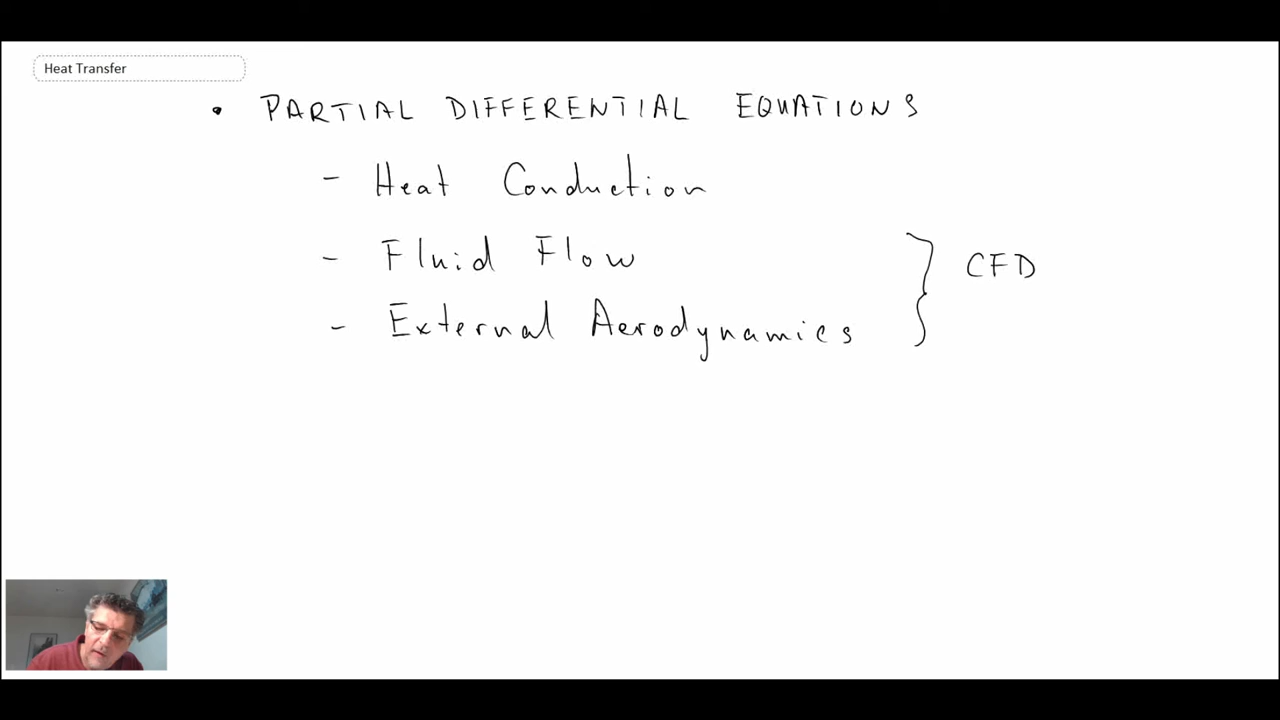 Heat Transfer
• PARTIAL DIFFERENTIAL EQUATIONS
- Heat Conduction
- Fluid Flow
- External Aerodynamics
} CFD